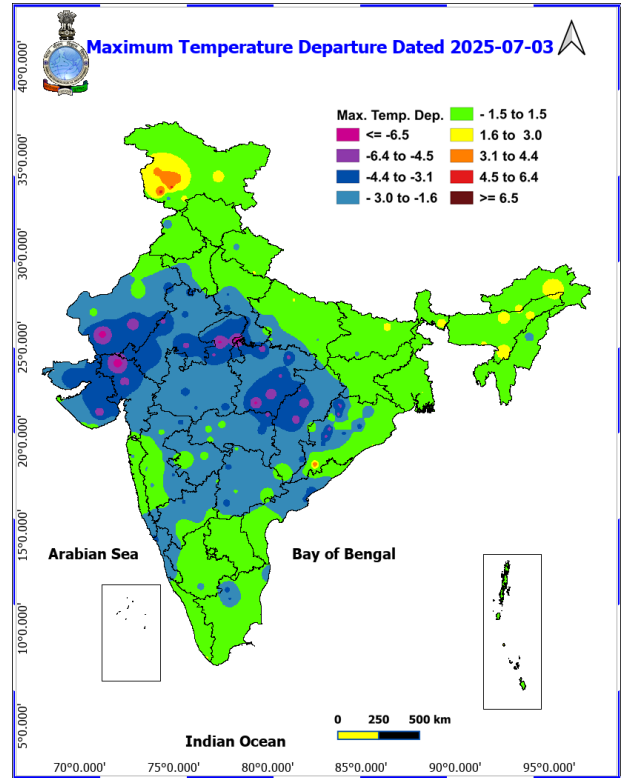 Maximum Temperature Departure Dated 2025-07-03
Max. Temp. Dep.
<= -6.5
-6.4 to -4.5
-4.4 to -3.1
- 3.0 to -1.6
- 1.5 to 1.5
1.6 to 3.0
3.1 to 4.4
4.5 to 6.4
>= 6.5
40°0.000'
35°0.000'
30°0.000'
25°0.000'
20°0.000'
15°0.000'
10°0.000'
5°0.000'
Arabian Sea
Bay of Bengal
Indian Ocean
0 250 500 km
70°0.000' 75°0.000' 80°0.000' 85°0.000' 90°0.000' 95°0.000'